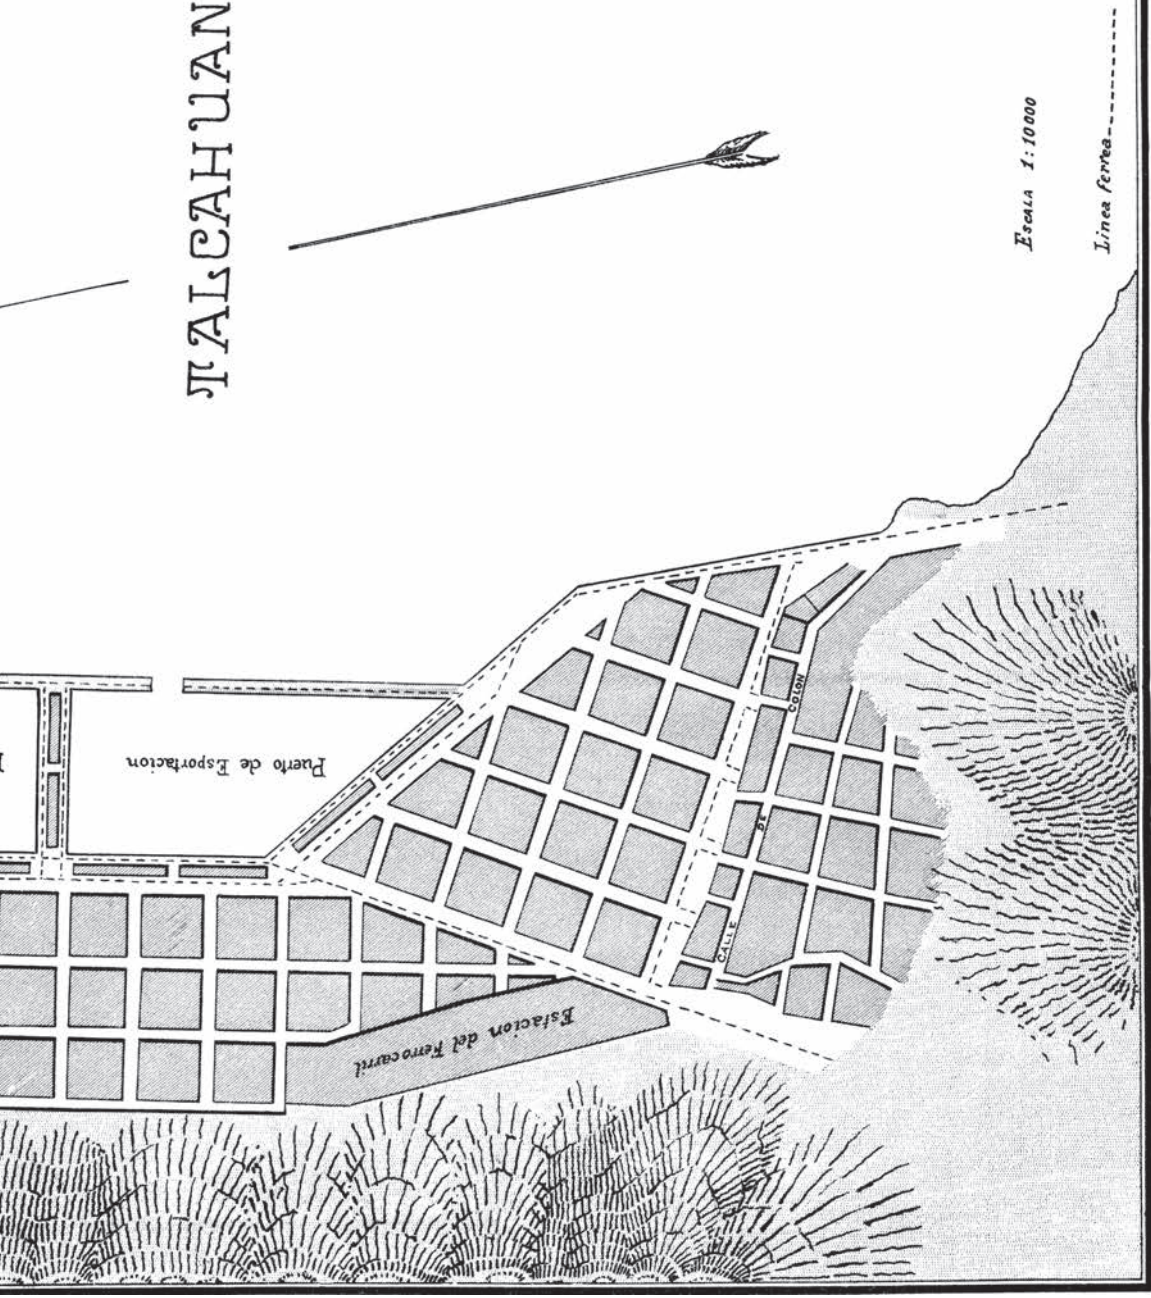 TALCAHUAN
ESCALA 1:10000
Linea ferrea
Puerto de Esportacion
COLON
DE
CALLE
Estacion del Ferrocarril